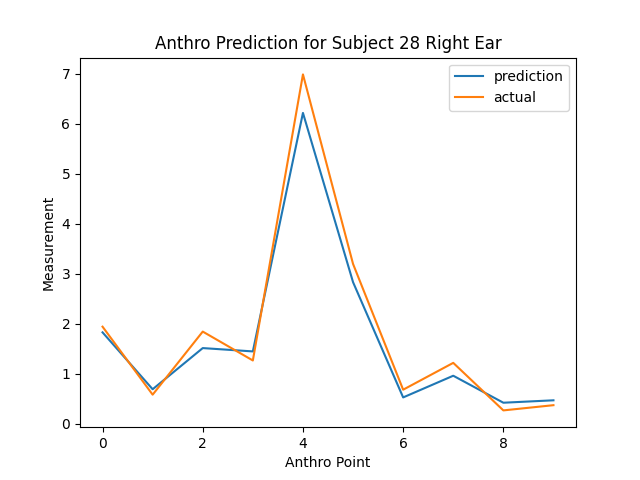 Anthro Prediction for Subject 28 Right Ear
prediction
actual
Measurement
7
6
5
4
3
2
1
0
0 2 4 6 8
Anthro Point